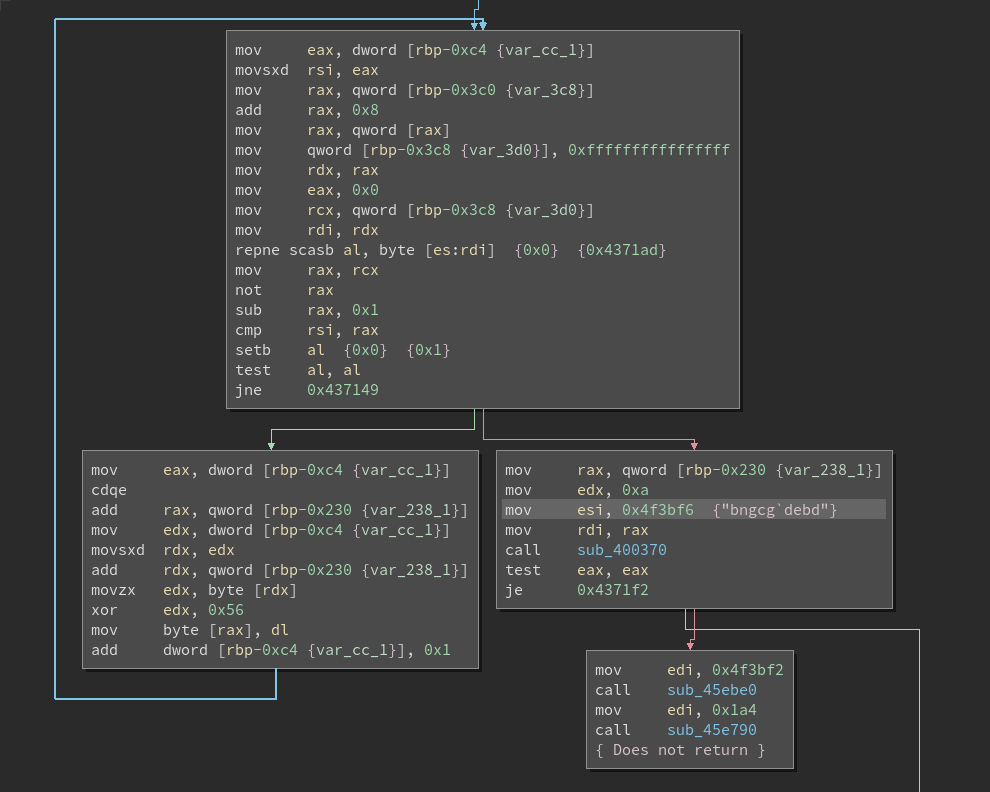 mov eax, dword [rbp-0xc4 {var_cc_1}]
movsxd rsi, eax
mov rax, qword [rbp-0x3c0 {var_3c8}]
add rax, 0x8
mov rax, qword [rax]
mov qword [rbp-0x3c8 {var_3d0}], 0xffffffffffffffff
mov rdx, rax
mov eax, 0x0
mov rcx, qword [rbp-0x3c8 {var_3d0}]
mov rdi, rdx
repne scasb al, byte [es:rdi] {0x0} {0x4371ad}
mov rax, rcx
not rax
sub rax, 0x1
cmp rsi, rax
setb al {0x0} {0x1}
test al, al
jne 0x437149
mov eax, dword [rbp-0xc4 {var_cc_1}]
cdqe
add rax, qword [rbp-0x230 {var_238_1}]
mov edx, dword [rbp-0xc4 {var_cc_1}]
movsxd rdx, edx
add rdx, qword [rbp-0x230 {var_238_1}]
movzx edx, byte [rdx]
xor edx, 0x56
mov byte [rax], dl
add dword [rbp-0xc4 {var_cc_1}], 0x1
mov rax, qword [rbp-0x230 {var_238_1}]
mov edx, 0xa
mov esi, 0x4f3bf6 {"bngcg`debd"}
mov rdi, rax
call sub_400370
test eax, eax
je 0x4371f2
mov edi, 0x4f3bf2
call sub_45ebe0
mov edi, 0x1a4
call sub_45e790
{ Does not return }